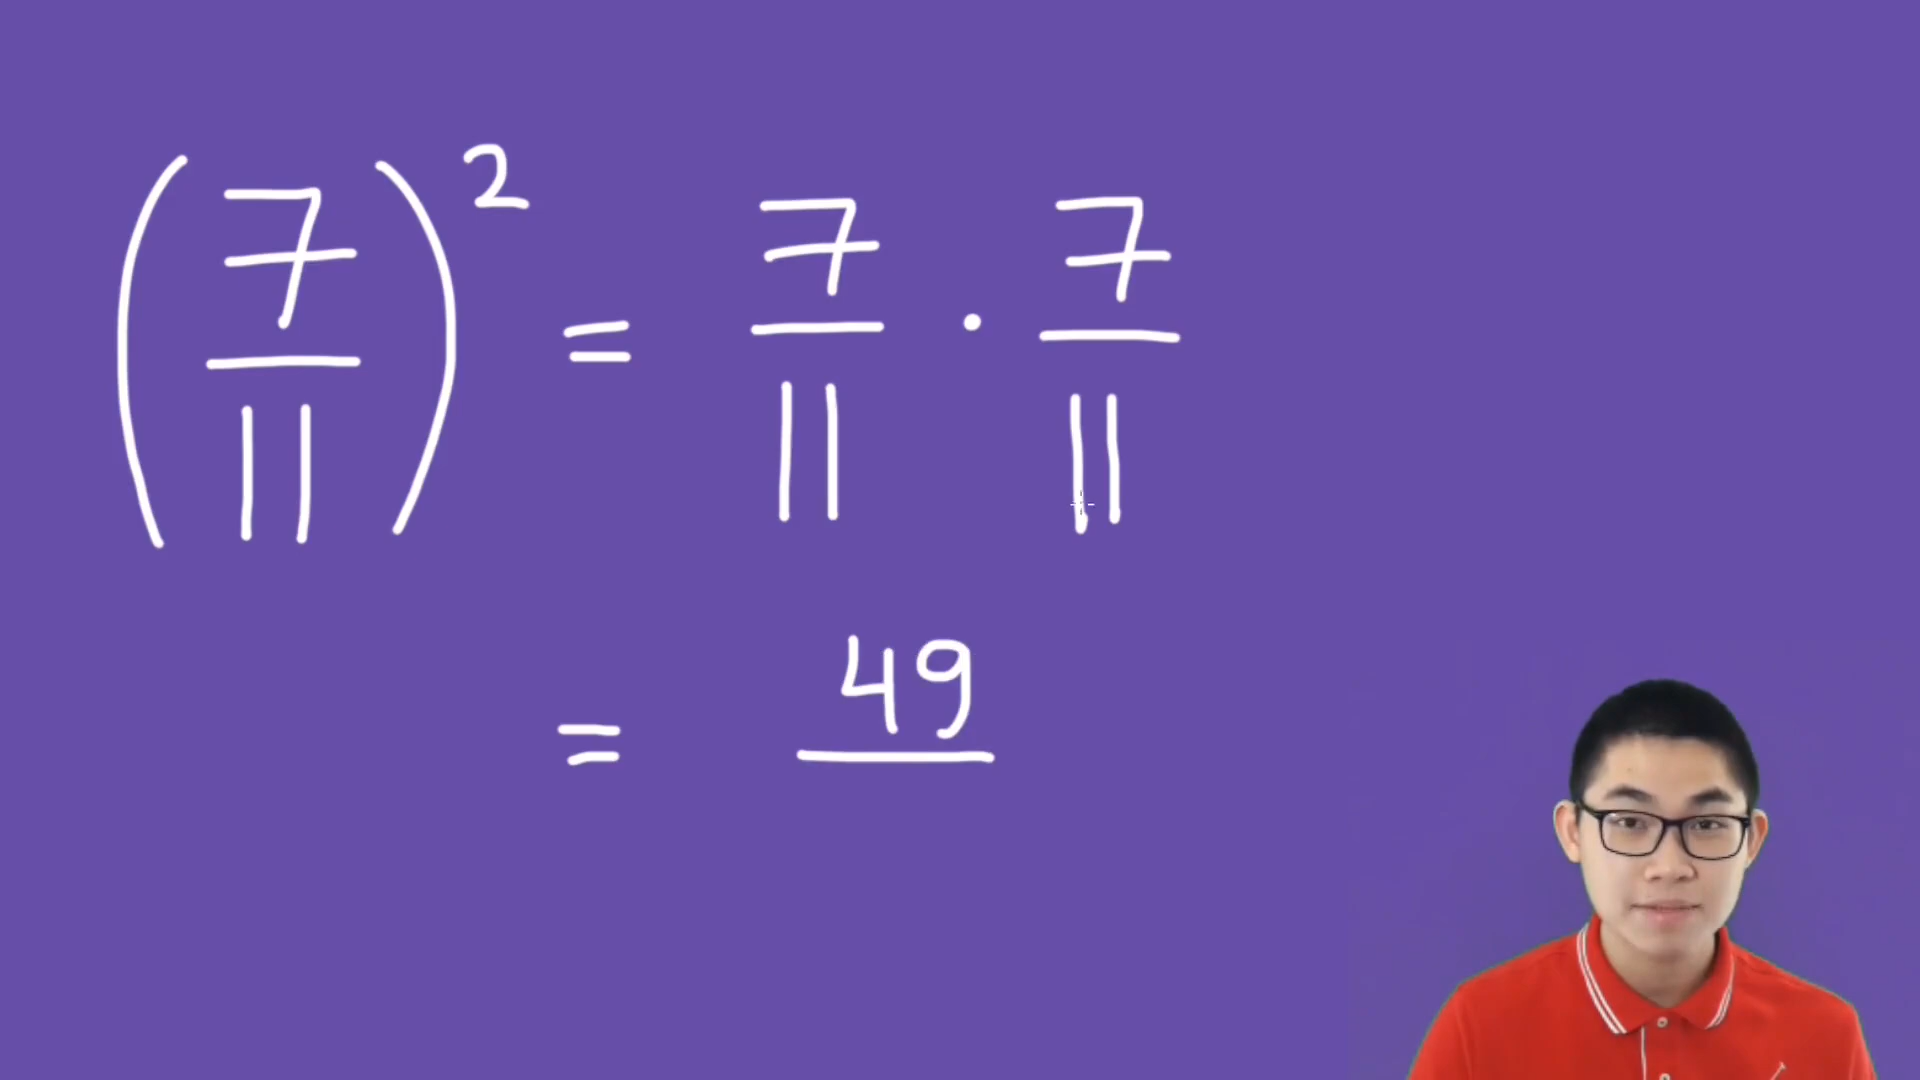 (7/11)² = 7/11 · 7/11
= 49/